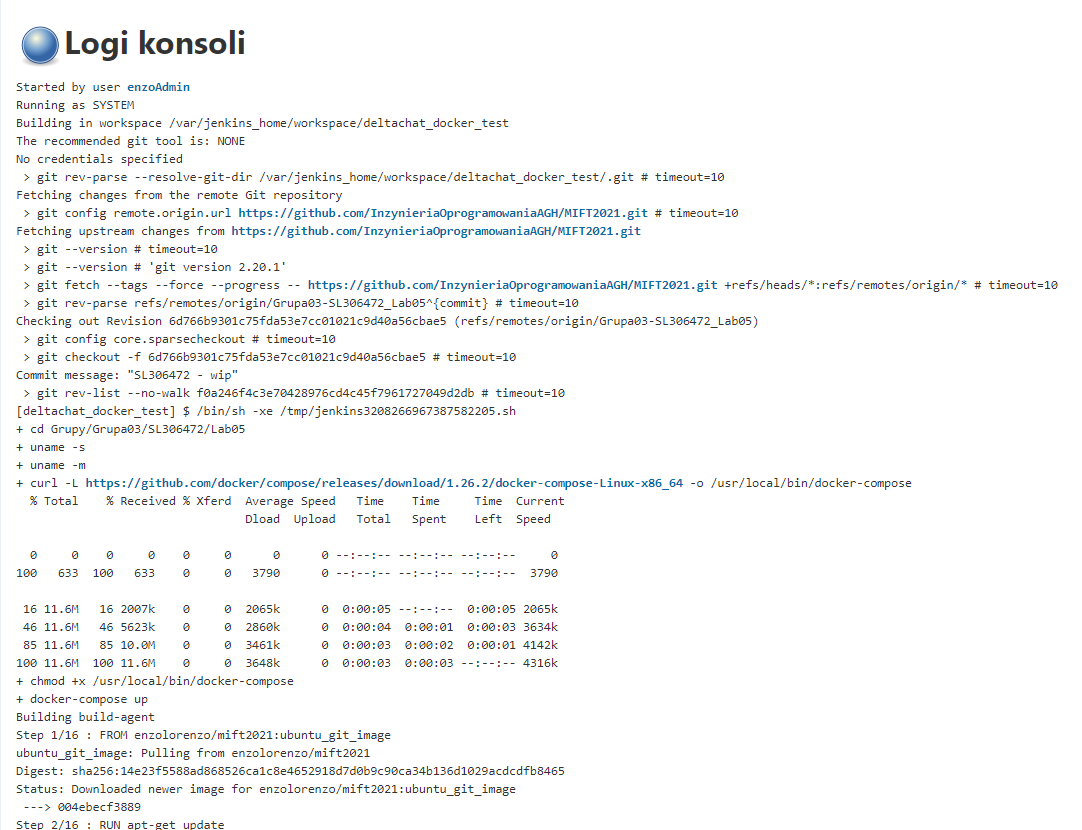 Logi konsoli
Started by user enzoAdmin
Running as SYSTEM
Building in workspace /var/jenkins_home/workspace/deltachat_docker_test
The recommended git tool is: NONE
No credentials specified
 > git rev-parse --resolve-git-dir /var/jenkins_home/workspace/deltachat_docker_test/.git # timeout=10
Fetching changes from the remote Git repository
 > git config remote.origin.url https://github.com/InzynieriaOprogramowaniaAGH/MIFT2021.git # timeout=10
Fetching upstream changes from https://github.com/InzynieriaOprogramowaniaAGH/MIFT2021.git
 > git --version # timeout=10
 > git --version # 'git version 2.20.1'
 > git fetch --tags --force --progress -- https://github.com/InzynieriaOprogramowaniaAGH/MIFT2021.git +refs/heads/*:refs/remotes/origin/* # timeout=10
 > git rev-parse refs/remotes/origin/Grupa03-SL306472_Lab05^{commit} # timeout=10
Checking out Revision 6d766b9301c75fda53e7cc01021c9d40a56cbae5 (refs/remotes/origin/Grupa03-SL306472_Lab05)
 > git config core.sparsecheckout # timeout=10
 > git checkout -f 6d766b9301c75fda53e7cc01021c9d40a56cbae5 # timeout=10
Commit message: "SL306472 - wip"
 > git rev-list --no-walk f0a246f4c3e70428976cd4c45f7961727049d2db # timeout=10
[deltachat_docker_test] $ /bin/sh -xe /tmp/jenkins3208266967387582205.sh
+ cd Grupy/Grupa03/SL306472/Lab05
+ uname -s
+ uname -m
+ curl -L https://github.com/docker/compose/releases/download/1.26.2/docker-compose-Linux-x86_64 -o /usr/local/bin/docker-compose
  % Total    % Received % Xferd  Average Speed   Time    Time     Time  Current
                                 Dload  Upload   Total   Spent    Left  Speed
  0     0    0     0    0     0      0      0 --:--:-- --:--:-- --:--:--     0
100   633  100   633    0     0   3790      0 --:--:-- --:--:-- --:--:--  3790
 16 11.6M   16 2007k    0     0  2065k      0  0:00:05 --:--:--  0:00:05 2065k
 46 11.6M   46 5623k    0     0  2860k      0  0:00:04  0:00:01  0:00:03 3634k
 85 11.6M   85 10.0M    0     0  3461k      0  0:00:03  0:00:02  0:00:01 4142k
100 11.6M  100 11.6M    0     0  3648k      0  0:00:03  0:00:03 --:--:-- 4316k
+ chmod +x /usr/local/bin/docker-compose
+ docker-compose up
Building build-agent
Step 1/16 : FROM enzolorenzo/mift2021:ubuntu_git_image
ubuntu_git_image: Pulling from enzolorenzo/mift2021
Digest: sha256:14e23f5588ad868526ca1c8e4652918d7d0b9c90ca34b136d1029acdcdfb8465
Status: Downloaded newer image for enzolorenzo/mift2021:ubuntu_git_image
 ---> 004ebecf3889
Step 2/16 : RUN apt-get update